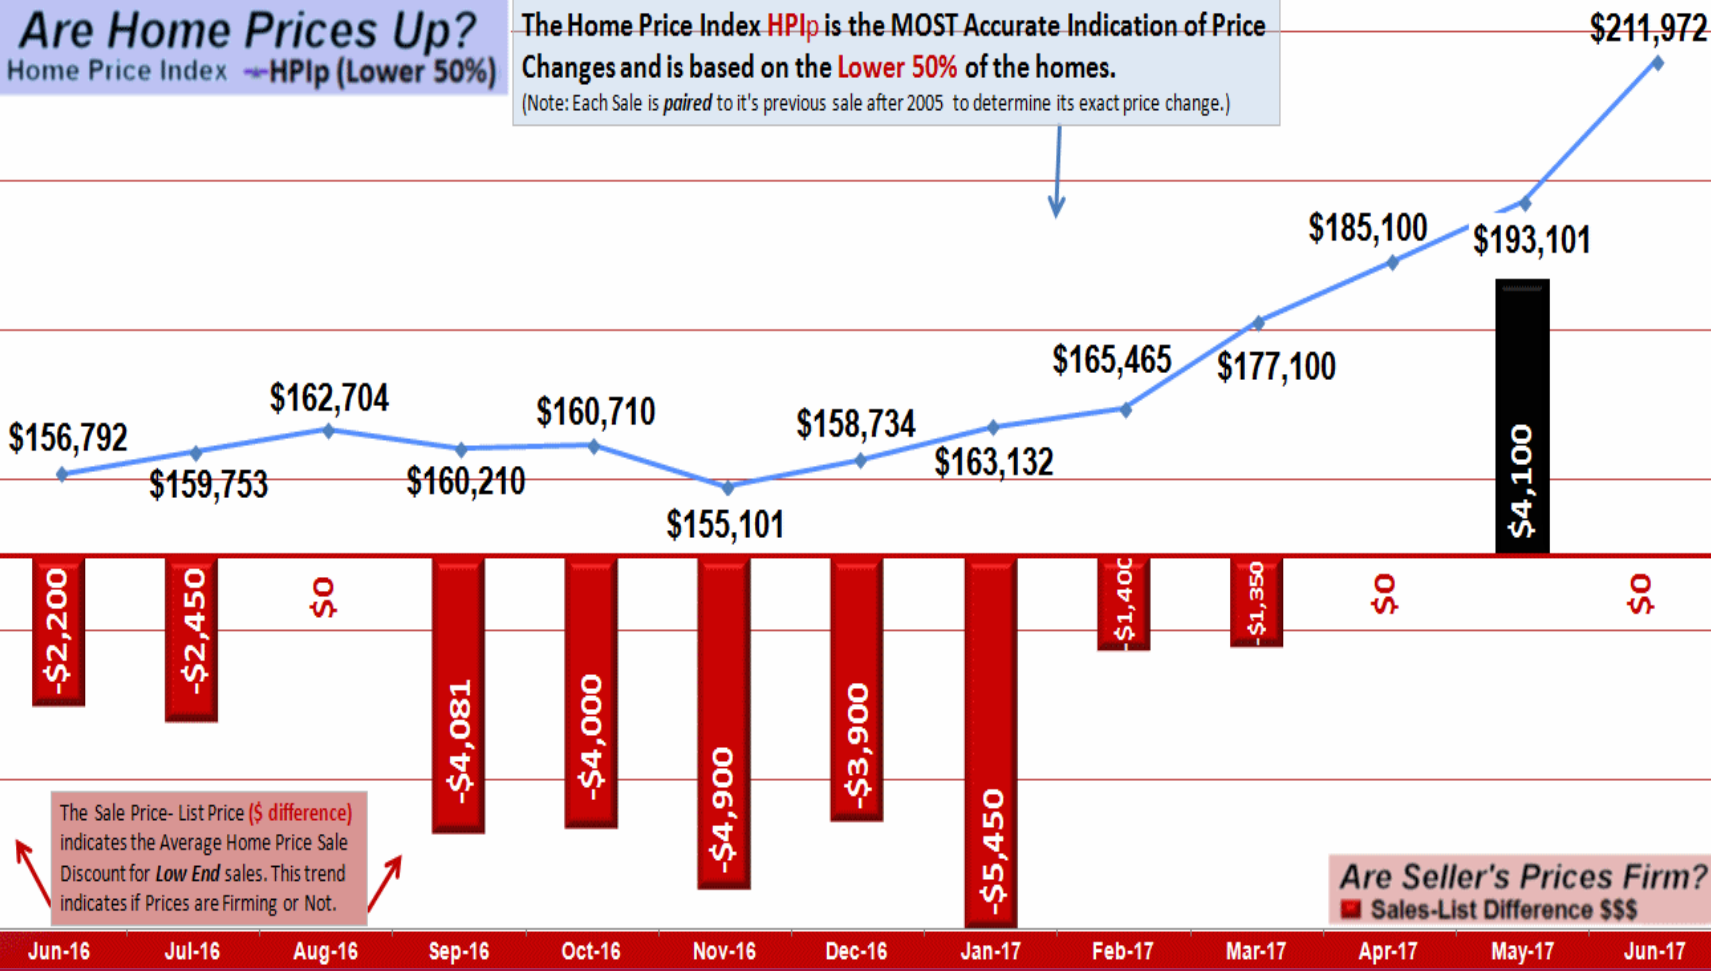 Are Home Prices Up?
Home Price Index HPIp (Lower 50%)
The Home Price Index HPIp is the MOST Accurate Indication of Price
Changes and is based on the Lower 50% of the homes.
(Note: Each Sale is paired to it's previous sale after 2005 to determine its exact price change.)
$211,972
$185,100
$193,101
$165,465
$177,100
$162,704
$160,710
$158,734
$156,792
$163,132
$159,753
$160,210
$155,101
$4,100
-$2,200
-$2,450
$0
-$4,081
-$4,000
-$4,900
-$3,900
-$5,450
-$1,400
-$1,350
$0
$0
The Sale Price- List Price ($ difference)
indicates the Average Home Price Sale
Discount for Low End sales. This trend
indicates if Prices are Firming or Not.
Are Seller's Prices Firm?
Sales-List Difference $$$
Jun-16 Jul-16 Aug-16 Sep-16 Oct-16 Nov-16 Dec-16 Jan-17 Feb-17 Mar-17 Apr-17 May-17 Jun-17